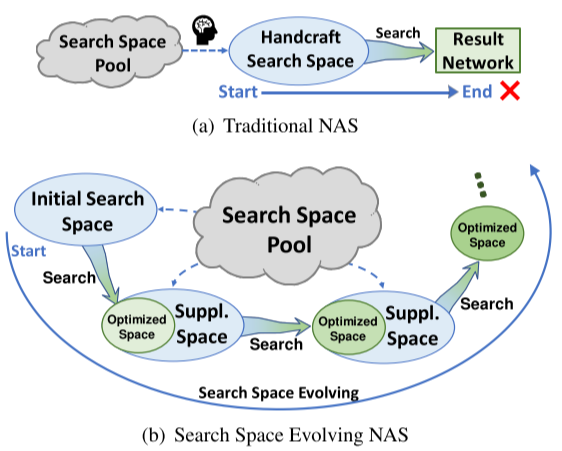 Search Space
Pool
Handcraft
Search Space
Search
Result
Network
Start
End
(a) Traditional NAS
Initial Search
Space
Search Space
Pool
Optimized
Space
Start
Search
Optimized
Space
Suppl.
Space
Search
Optimized
Space
Suppl.
Space
Search
Search Space Evolving
(b) Search Space Evolving NAS